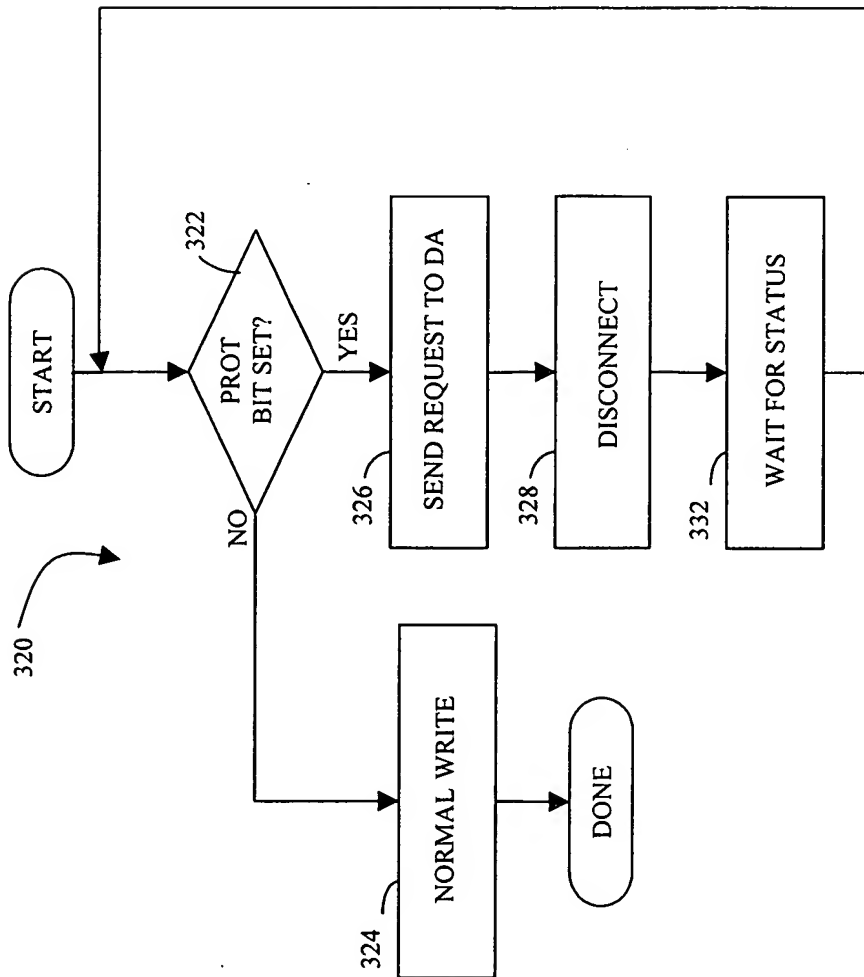 320
START
322
PROT
BIT SET?
NO
YES
324
NORMAL WRITE
DONE
326
SEND REQUEST TO DA
328
DISCONNECT
332
WAIT FOR STATUS